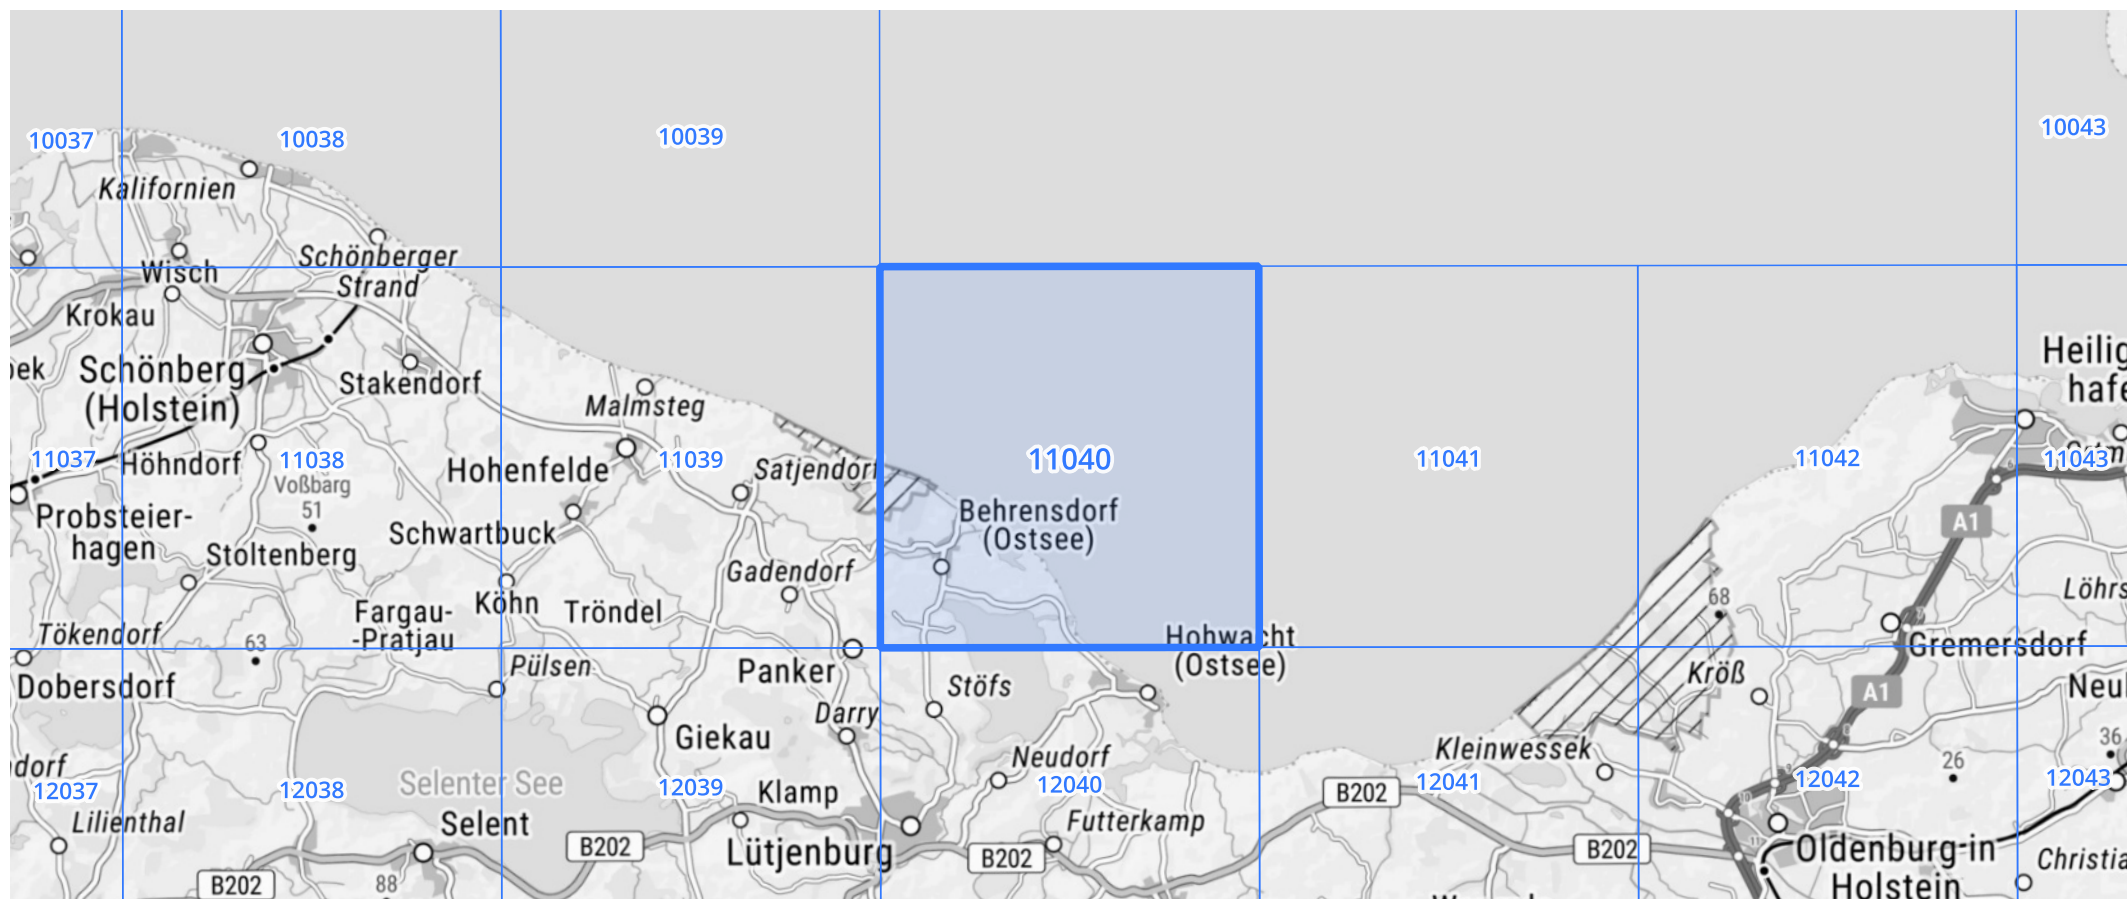 10037
10038
10039
10043
Kalifornien
Schönberger
Strand
Wisch
Krokau
Schönberg
(Holstein)
Stakendorf
Malmsteg
Heilig
hafe
11037
Höhndorf
11038
Voßbarg
51
Hohenfelde
11039
Satjendorf
11040
11041
11042
11043
Probsteier-
hagen
Stoltenberg
Schwartbuck
Behrensdorf
(Ostsee)
A1
Gadendorf
Köhn
Tröndel
Fargau-
-Pratjau
68
Löhrs
Tökendorf
63
Hohwacht
(Ostsee)
Gremersdorf
Dobersdorf
Pülsen
Panker
Stöfs
Kröß
A1
Neul
Darry
Giekau
Neudorf
Kleinwessek
36
26
dorf
12037
12038
Selenter See
12039
Klamp
12040
B202
12041
12042
12043
Lilienthal
Selent
B202
Lütjenburg
Futterkamp
B202
B202
Oldenburg-in
Holstein
Christia
B202
88